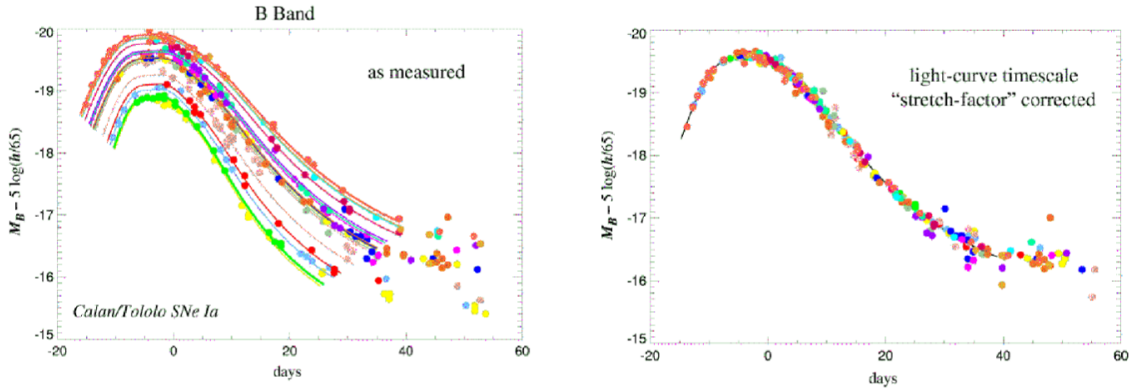 B Band
as measured
Calan/Tololo SNe Ia
M_B – 5 log(h/65)
-20
-19
-18
-17
-16
-15
-20
0
20
40
60
days
light-curve timescale
“stretch-factor” corrected
M_B – 5 log(h/65)
-20
-19
-18
-17
-16
-15
-20
0
20
40
60
days